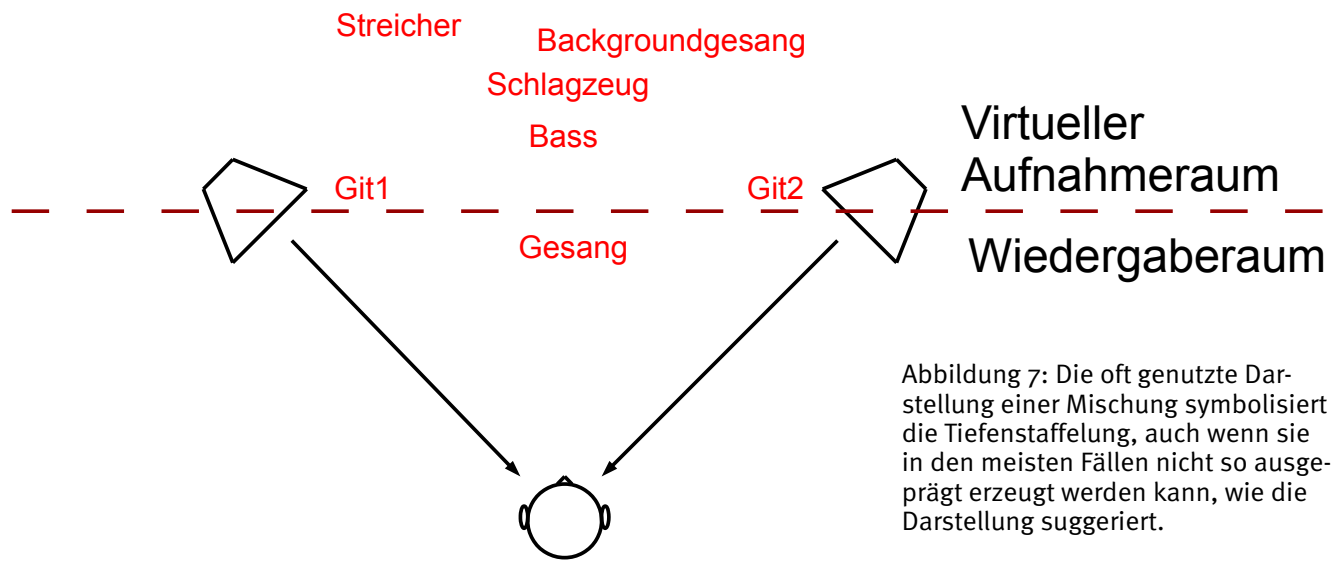 Streicher
Backgroundgesang
Schlagzeug
Bass
Virtueller
Aufnahmeraum
Git1
Git2
Gesang
Wiedergaberaum
Abbildung 7: Die oft genutzte Dar-
stellung einer Mischung symbolisiert
die Tiefenstaffelung, auch wenn sie
in den meisten Fällen nicht so ausge-
prägt erzeugt werden kann, wie die
Darstellung suggeriert.